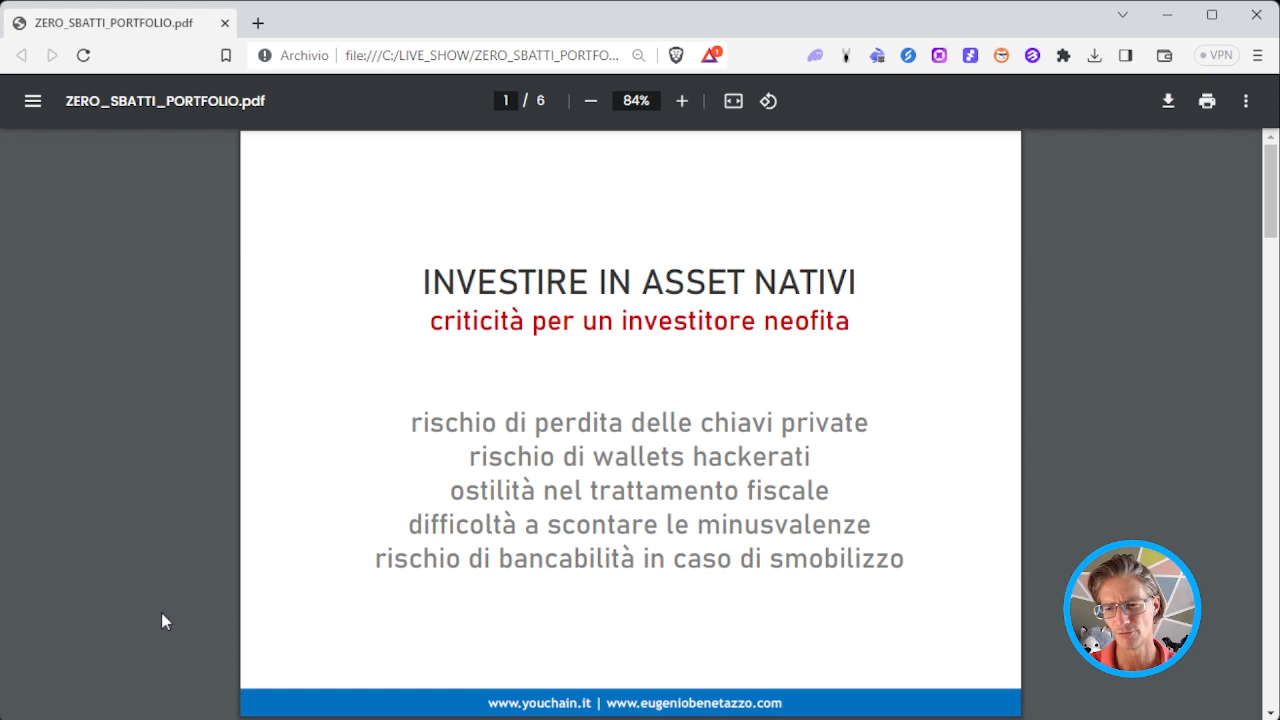 ZERO_SBATTI_PORTFOLIO.pdf
Archivio
file:///C:/LIVE_SHOW/ZERO_SBATTI_PORTFO...
1
VPN
ZERO_SBATTI_PORTFOLIO.pdf
1 / 6
84%
INVESTIRE IN ASSET NATIVI
criticità per un investitore neofita
rischio di perdita delle chiavi private
rischio di wallets hackerati
ostilità nel trattamento fiscale
difficoltà a scontare le minusvalenze
rischio di bancabilità in caso di smobilizzo
www.youchain.it | www.eugeniobenetazzo.com